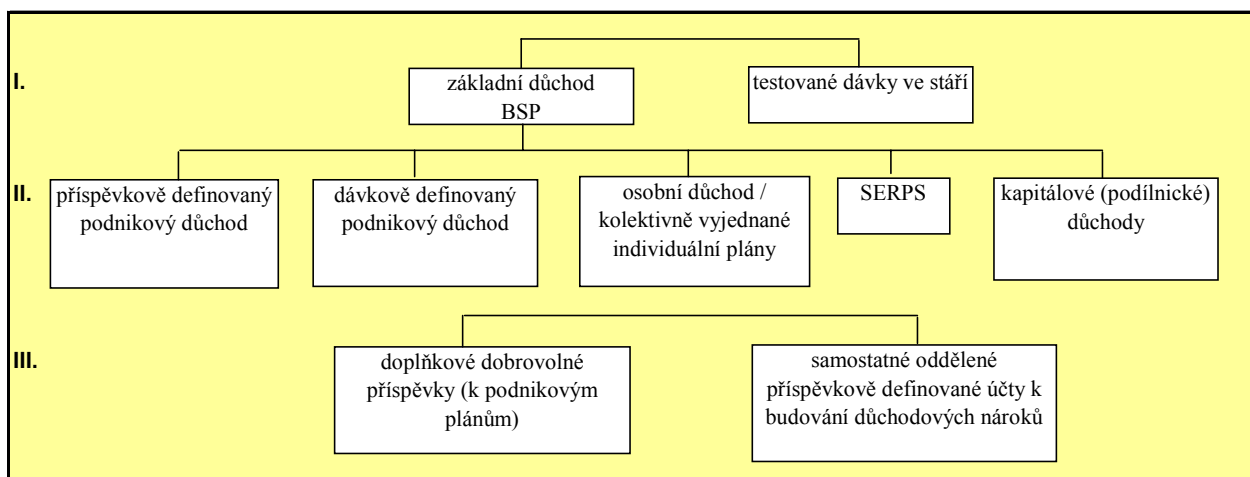 I.
základní důchod
BSP
testované dávky ve stáří
II.
příspěvkově definovaný
podnikový důchod
dávkově definovaný
podnikový důchod
osobní důchod /
kolektivně vyjednané
individuální plány
SERPS
kapitálové (podílnické)
důchody
III.
doplňkové dobrovolné
příspěvky (k podnikovým
plánům)
samostatné oddělené
příspěvkově definované účty k
budování důchodových nároků